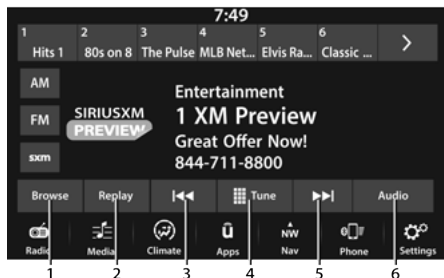 7:49
1 2 3 4 5 6
Hits 1 80s on 8 The Pulse MLB Net... Elvis Ra... Classic ...
AM
FM
sxm
SIRIUSXM
PREVIEW
Entertainment
1 XM Preview
Great Offer Now!
844-711-8800
Browse Replay Tune Audio
Radio Media Climate Apps Nav Phone Settings
ū NW
1 2 3 4 5 6